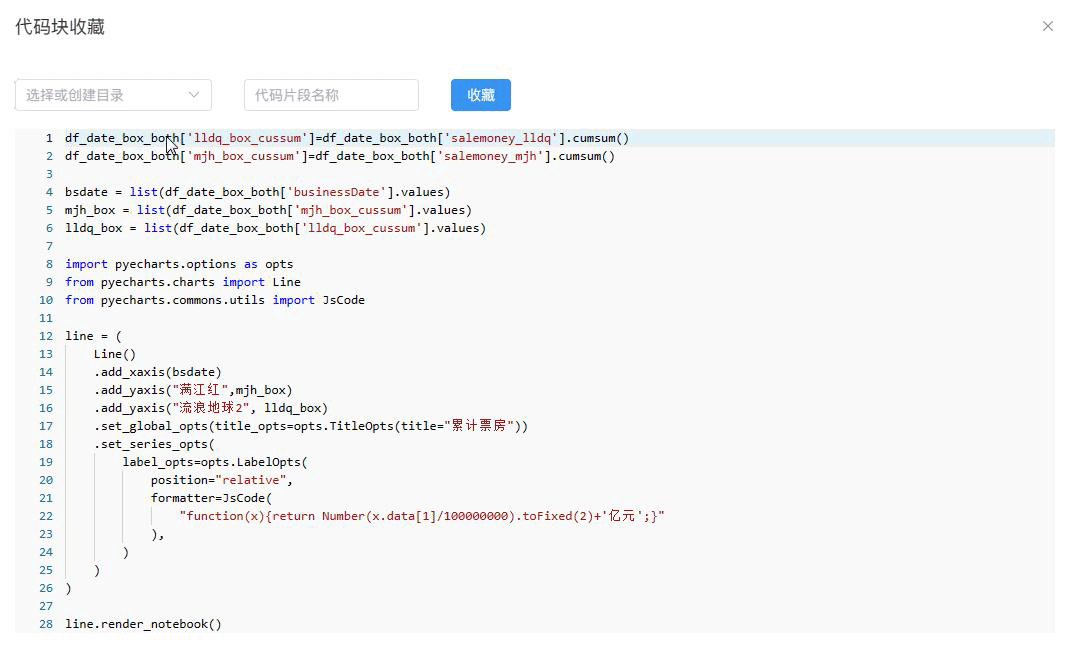 代码块收藏
选择或创建目录 代码片段名称 收藏
1 df_date_box_both['lldq_box_cussum']=df_date_box_both['salemoney_lldq'].cumsum()
2 df_date_box_both['mjh_box_cussum']=df_date_box_both['salemoney_mjh'].cumsum()
3
4 bsdate = list(df_date_box_both['businessDate'].values)
5 mjh_box = list(df_date_box_both['mjh_box_cussum'].values)
6 lldq_box = list(df_date_box_both['lldq_box_cussum'].values)
7
8 import pyecharts.options as opts
9 from pyecharts.charts import Line
10 from pyecharts.commons.utils import JsCode
11
12 line = (
13     Line()
14     .add_xaxis(bsdate)
15     .add_yaxis("满江红",mjh_box)
16     .add_yaxis("流浪地球2", lldq_box)
17     .set_global_opts(title_opts=opts.TitleOpts(title="累计票房"))
18     .set_series_opts(
19         label_opts=opts.LabelOpts(
20             position="relative",
21             formatter=JsCode(
22                 "function(x){return Number(x.data[1]/100000000).toFixed(2)+'亿元';}"
23             ),
24         )
25     )
26 )
27
28 line.render_notebook()